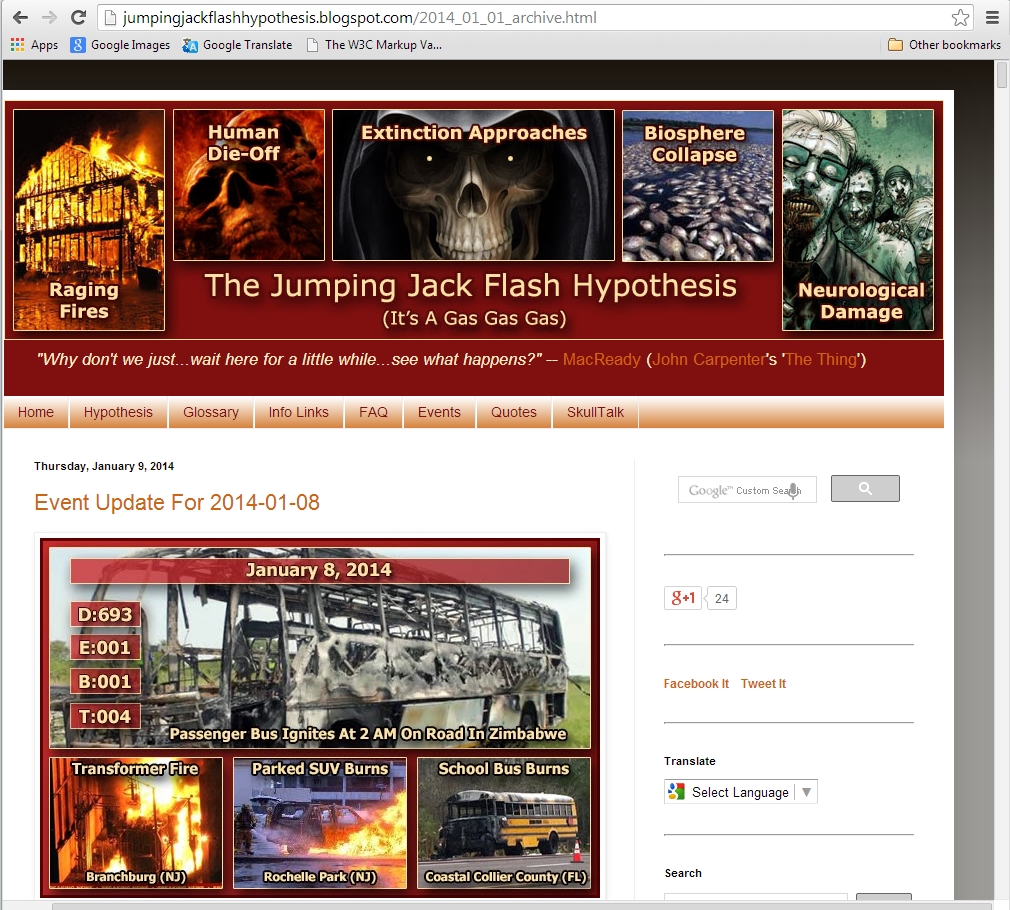 jumpingjackflashhypothesis.blogspot.com/2014_01_01_archive.html
Apps Google Images Google Translate The W3C Markup Va... Other bookmarks
Human
Die-Off
Extinction Approaches
Biosphere
Collapse
Raging
Fires
The Jumping Jack Flash Hypothesis
(It's A Gas Gas Gas)
Neurological
Damage
"Why don't we just...wait here for a little while...see what happens?" -- MacReady (John Carpenter's 'The Thing')
Home Hypothesis Glossary Info Links FAQ Events Quotes SkullTalk
Thursday, January 9, 2014
Event Update For 2014-01-08
January 8, 2014
D:693
E:001
B:001
T:004
Passenger Bus Ignites At 2 AM On Road In Zimbabwe
Transformer Fire
Branchburg (NJ)
Parked SUV Burns
Rochelle Park (NJ)
School Bus Burns
Coastal Collier County (FL)
Google™ Custom Search
g+1 24
Facebook It Tweet It
Translate
Select Language
Search